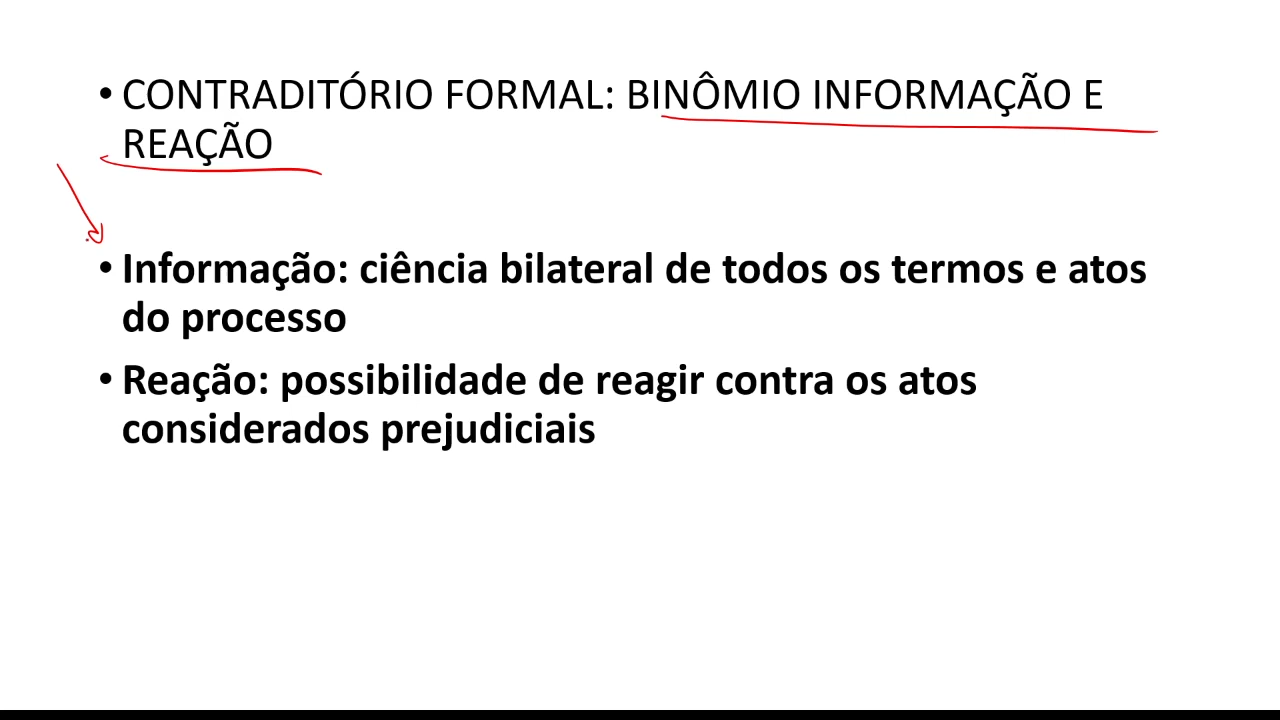 • CONTRADITÓRIO FORMAL: BINÔMIO INFORMAÇÃO E
REAÇÃO
• Informação: ciência bilateral de todos os termos e atos
do processo
• Reação: possibilidade de reagir contra os atos
considerados prejudiciais